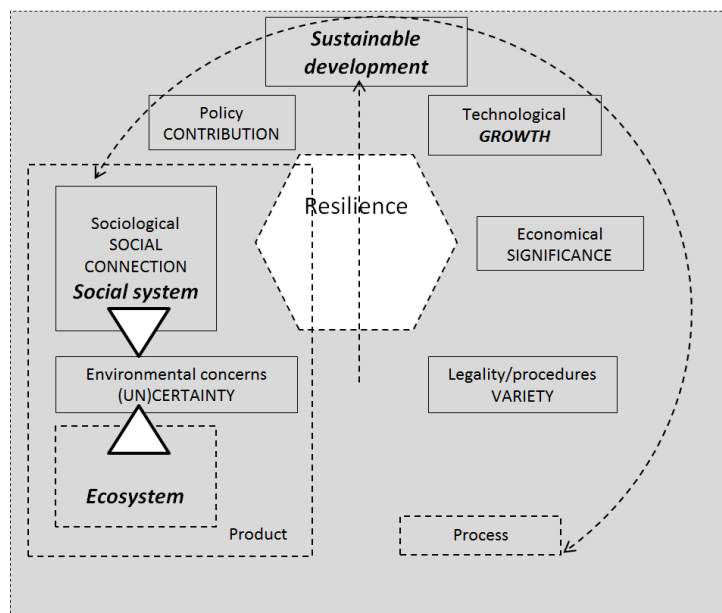 Sustainable
development
Policy
CONTRIBUTION
Technological
GROWTH
Resilience
Sociological
SOCIAL
CONNECTION
Social system
Economical
SIGNIFICANCE
Environmental concerns
(UN)CERTAINTY
Legality/procedures
VARIETY
Ecosystem
Product
Process